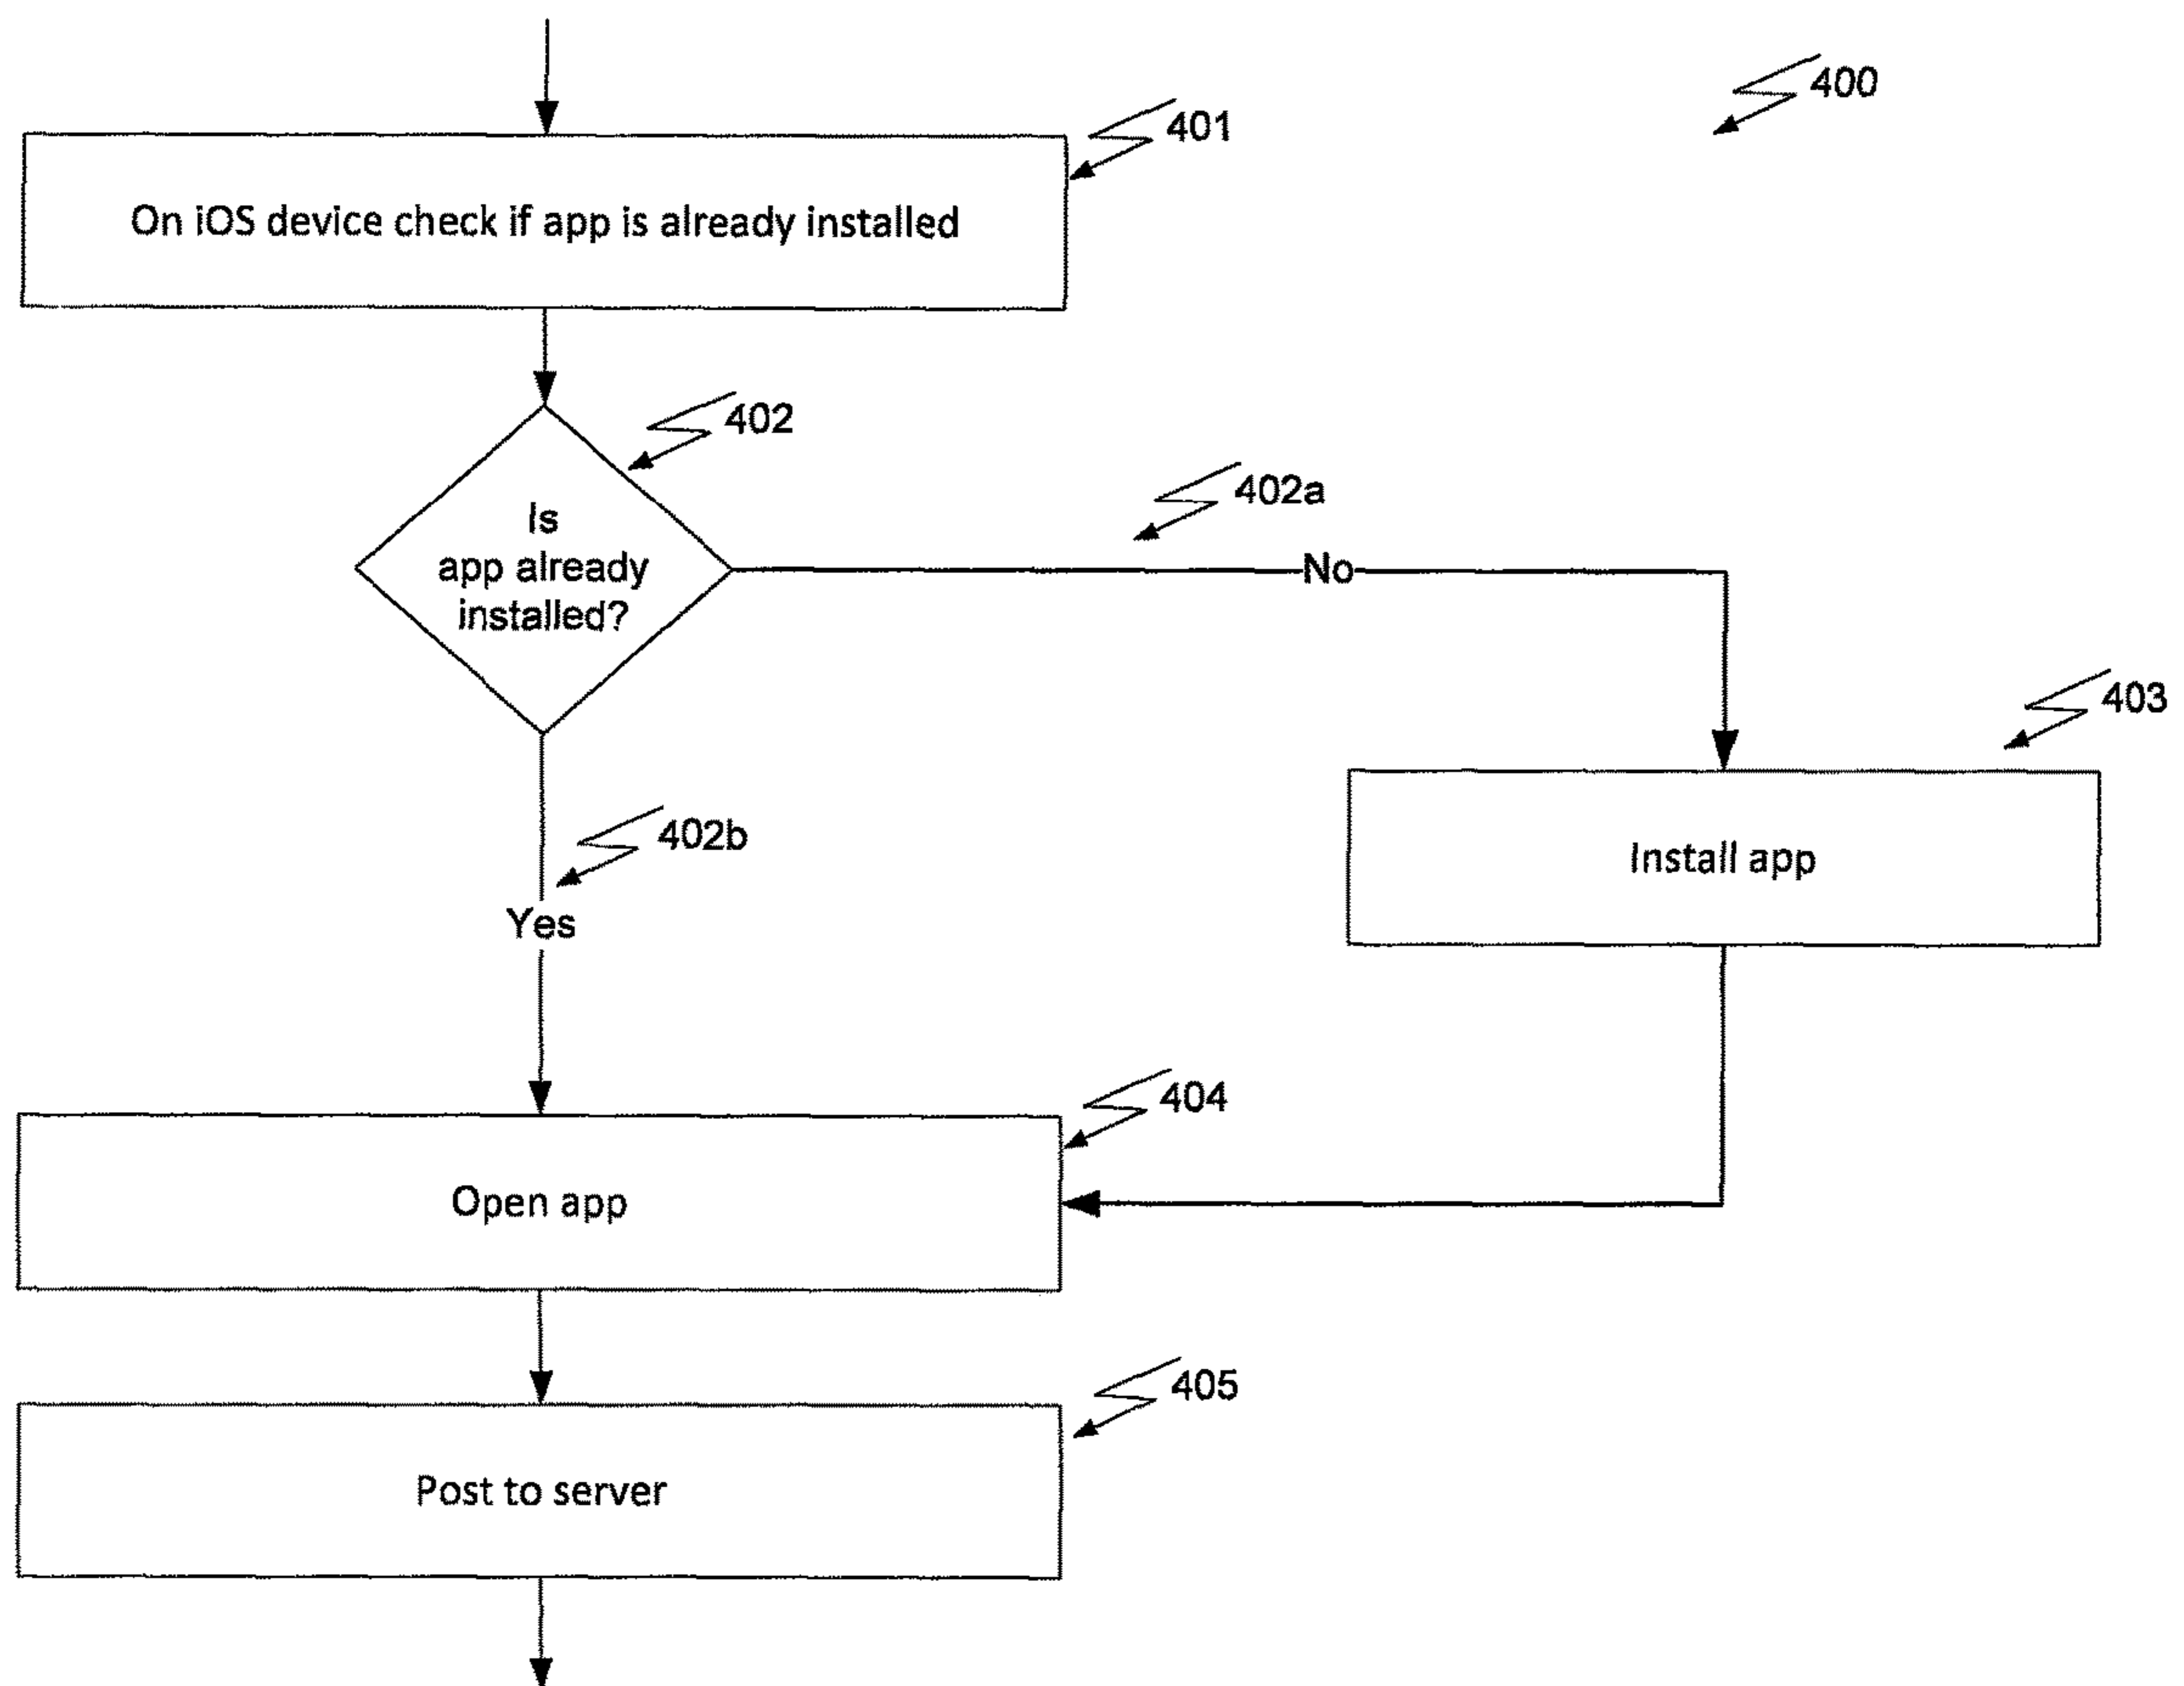 400
401
On iOS device check if app is already installed
402
Is
app already
installed?
402a
No
403
Install app
402b
Yes
404
Open app
405
Post to server